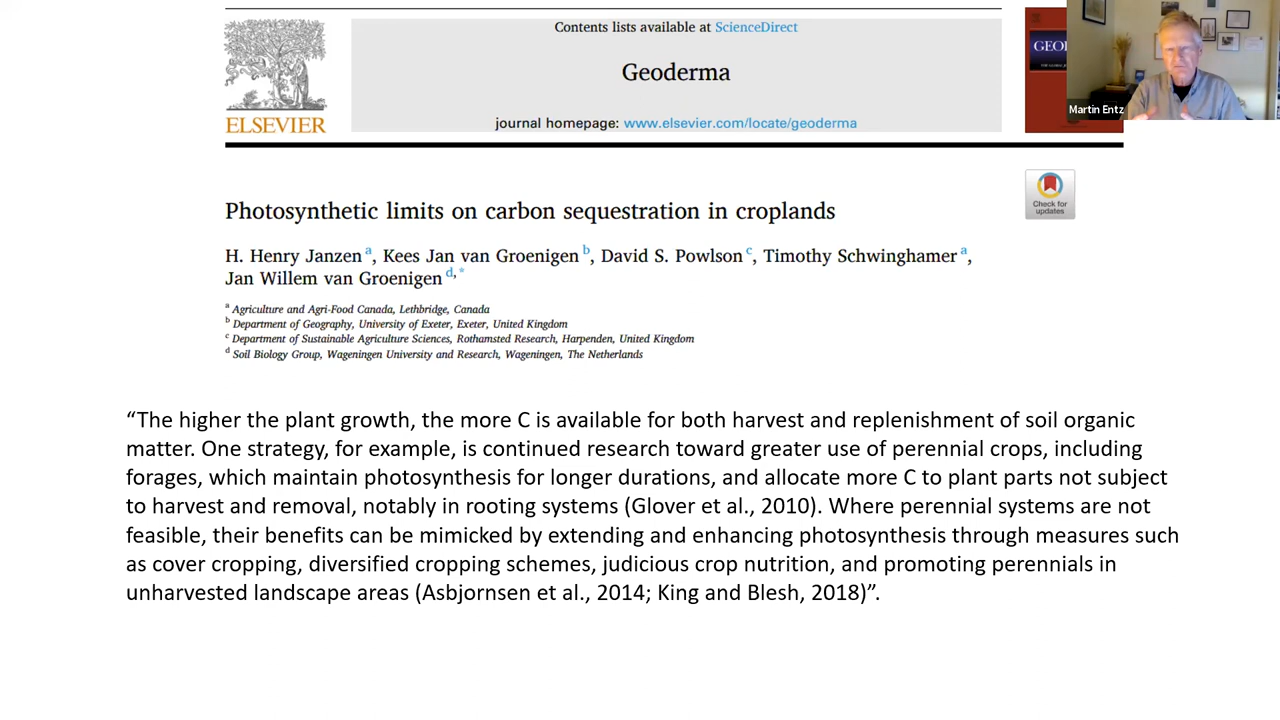 Contents lists available at ScienceDirect
Geoderma
journal homepage: www.elsevier.com/locate/geoderma
ELSEVIER
Martin Entz
Check for
updates
Photosynthetic limits on carbon sequestration in croplands
H. Henry Janzen a, Kees Jan van Groenigen b, David S. Powlson c, Timothy Schwinghamer a,
Jan Willem van Groenigen d,*
a Agriculture and Agri-Food Canada, Lethbridge, Canada
b Department of Geography, University of Exeter, Exeter, United Kingdom
c Department of Sustainable Agriculture Sciences, Rothamsted Research, Harpenden, United Kingdom
d Soil Biology Group, Wageningen University and Research, Wageningen, The Netherlands
“The higher the plant growth, the more C is available for both harvest and replenishment of soil organic
matter. One strategy, for example, is continued research toward greater use of perennial crops, including
forages, which maintain photosynthesis for longer durations, and allocate more C to plant parts not subject
to harvest and removal, notably in rooting systems (Glover et al., 2010). Where perennial systems are not
feasible, their benefits can be mimicked by extending and enhancing photosynthesis through measures such
as cover cropping, diversified cropping schemes, judicious crop nutrition, and promoting perennials in
unharvested landscape areas (Asbjornsen et al., 2014; King and Blesh, 2018)”.